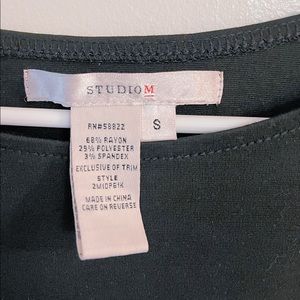 STUDIO M
S
RN#58822
68% RAYON
29% POLYESTER
3% SPANDEX
EXCLUSIVE OF TRIM
STYLE
2MIDP61K
MADE IN CHINA
CARE ON REVERSE